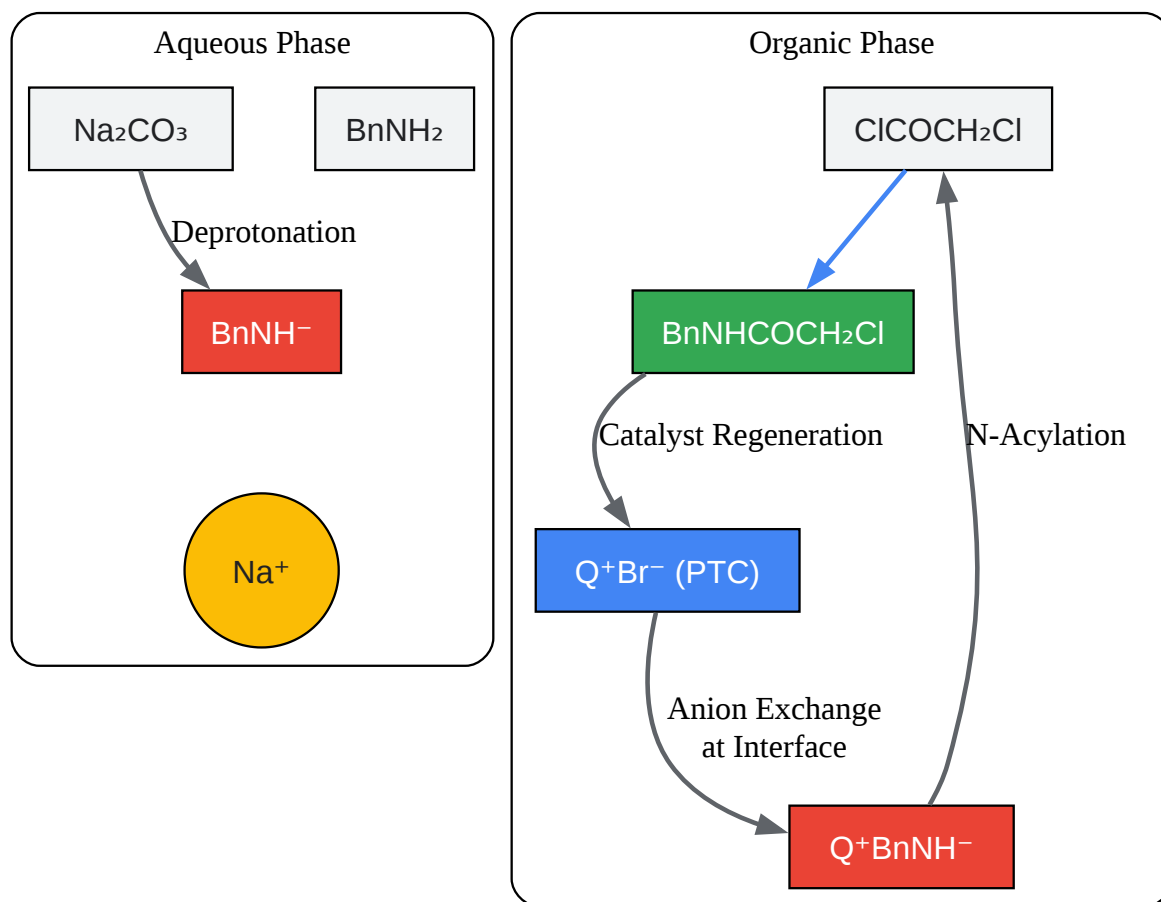 Aqueous Phase
Na₂CO₃
BnNH₂
Deprotonation
BnNH⁻
Na⁺
Organic Phase
ClCOCH₂Cl
BnNHCOCH₂Cl
Catalyst Regeneration
N-Acylation
Q⁺Br⁻ (PTC)
Anion Exchange
at Interface
Q⁺BnNH⁻